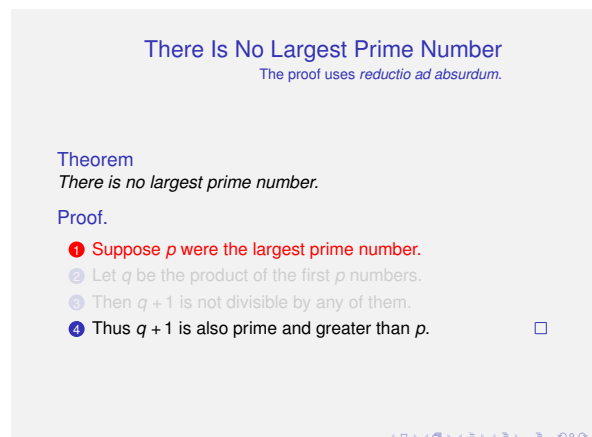 There Is No Largest Prime Number
The proof uses reductio ad absurdum.
Theorem
There is no largest prime number.
Proof.
1 Suppose p were the largest prime number.
2 Let q be the product of the first p numbers.
3 Then q + 1 is not divisible by any of them.
4 Thus q + 1 is also prime and greater than p. □